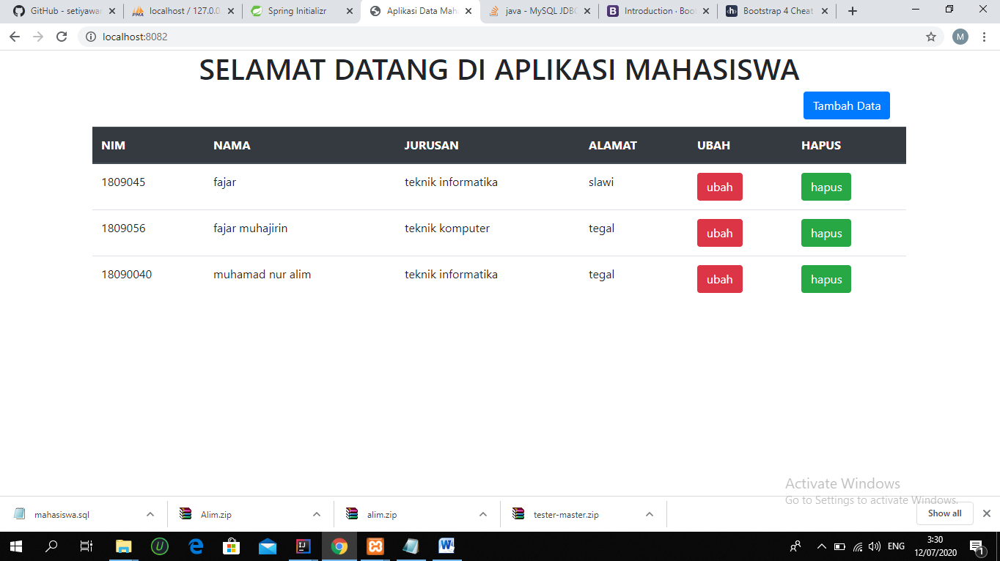 GitHub - setiyawar
localhost / 127.0.0
Spring Initializr
Aplikasi Data Mah
java - MySQL JDBC
Introduction · Boot
Bootstrap 4 Cheat
localhost:8082
M
SELAMAT DATANG DI APLIKASI MAHASISWA
Tambah Data
NIM NAMA JURUSAN ALAMAT UBAH HAPUS
1809045 fajar teknik informatika slawi ubah hapus
1809056 fajar muhajirin teknik komputer tegal ubah hapus
18090040 muhamad nur alim teknik informatika tegal ubah hapus
Activate Windows
Go to Settings to activate Windows.
mahasiswa.sql
Alim.zip
alim.zip
tester-master.zip
Show all
ENG
3:30
12/07/2020
1